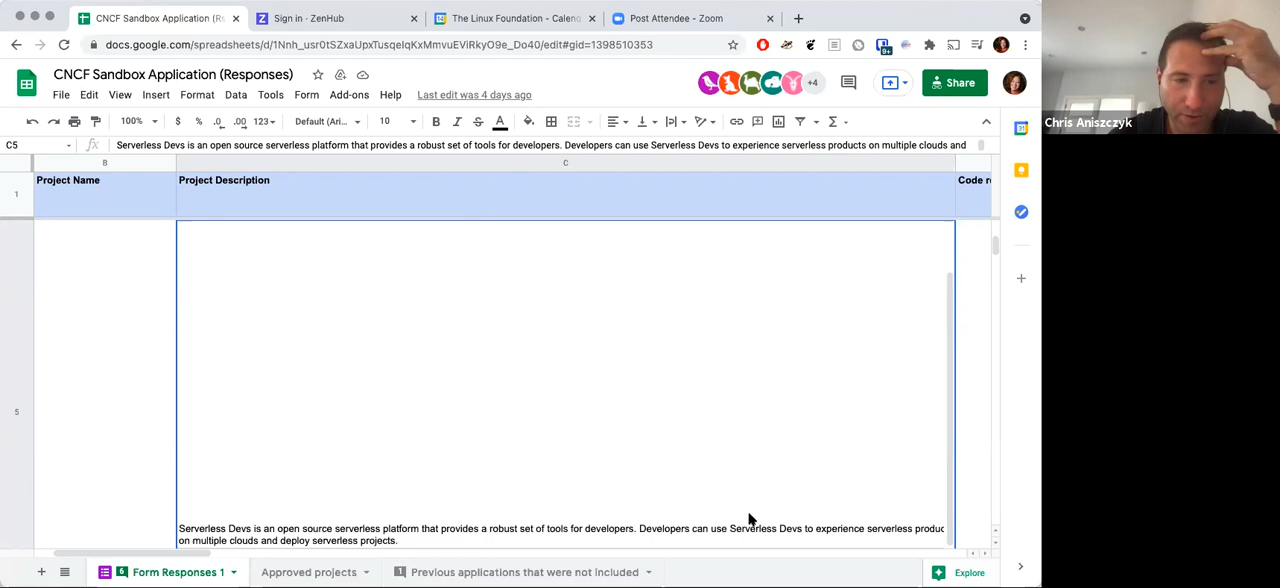 CNCF Sandbox Application (Re
Sign in · ZenHub
The Linux Foundation - Calend
Post Attendee - Zoom
docs.google.com/spreadsheets/d/1Nnh_usr0tSZxaUpxTusqeIqKxMmvuEViRkyO9e_Do40/edit#gid=1398510353
9+
CNCF Sandbox Application (Responses)
+4
Share
File Edit View Insert Format Data Tools Form Add-ons Help Last edit was 4 days ago
100% $ % .0 .00 123 Default (Ari... 10 B I S A
C5 fx Serverless Devs is an open source serverless platform that provides a robust set of tools for developers. Developers can use Serverless Devs to experience serverless products on multiple clouds and
B C
1 Project Name Project Description Code r
5
Serverless Devs is an open source serverless platform that provides a robust set of tools for developers. Developers can use Serverless Devs to experience serverless produc
on multiple clouds and deploy serverless projects.
6 Form Responses 1 Approved projects 1 Previous applications that were not included Explore
Chris Aniszczyk